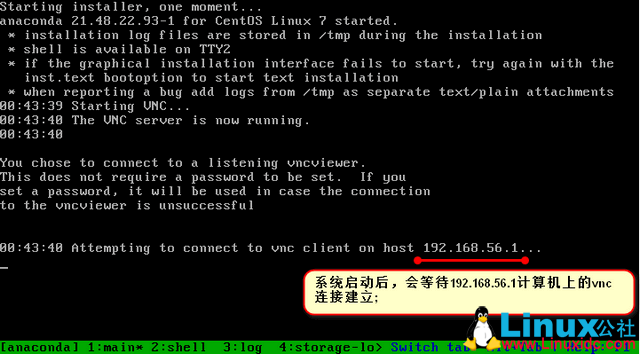 Starting installer, one moment...
anaconda 21.48.22.93-1 for CentOS Linux 7 started.
* installation log files are stored in /tmp during the installation
* shell is available on TTY2
* if the graphical installation interface fails to start, try again with the
inst.text bootoption to start text installation
* when reporting a bug add logs from /tmp as separate text/plain attachments
00:43:39 Starting VNC...
00:43:40 The VNC server is now running.
00:43:40
You chose to connect to a listening vncviewer.
This does not require a password to be set.  If you
set a password, it will be used in case the connection
to the vncviewer is unsuccessful
00:43:40 Attempting to connect to vnc client on host 192.168.56.1...
系统启动后，会等待192.168.56.1计算机上的vnc
连接建立;
Linux公社
[anaconda] 1:main* 2:shell  3:log  4:storage-lo> Switch tab